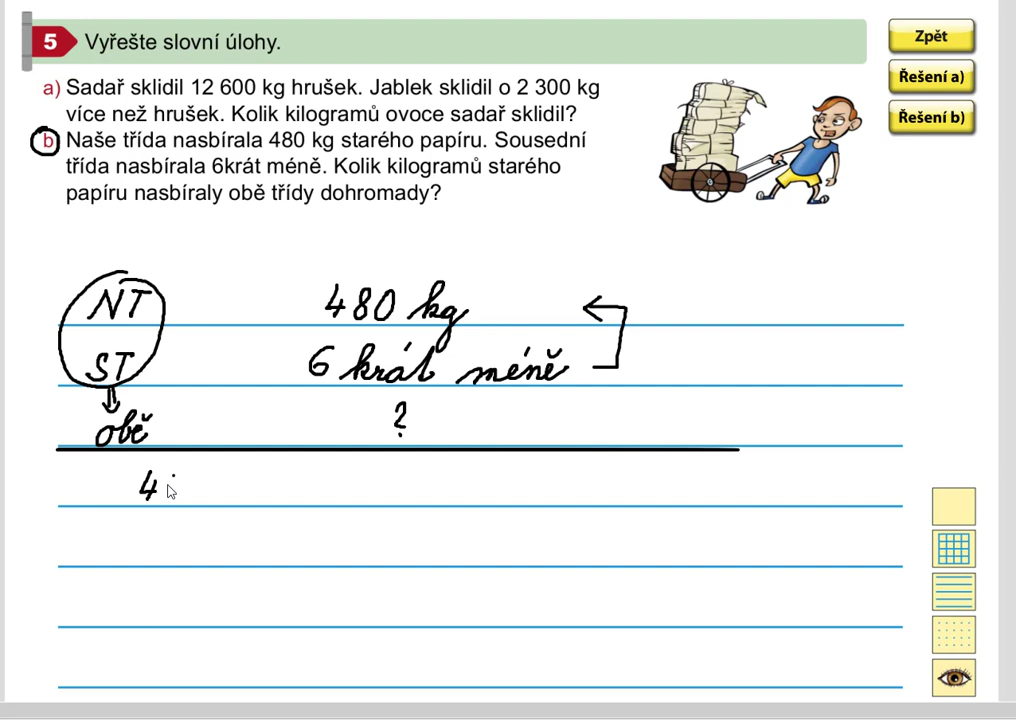 5 Vyřešte slovní úlohy.
Zpět
Řešení a)
Řešení b)
a) Sadař sklidil 12 600 kg hrušek. Jablek sklidil o 2 300 kg
více než hrušek. Kolik kilogramů ovoce sadař sklidil?
b) Naše třída nasbírala 480 kg starého papíru. Sousední
třída nasbírala 6krát méně. Kolik kilogramů starého
papíru nasbíraly obě třídy dohromady?
NT 480 kg
ST 6 krát méně
obě ?
4